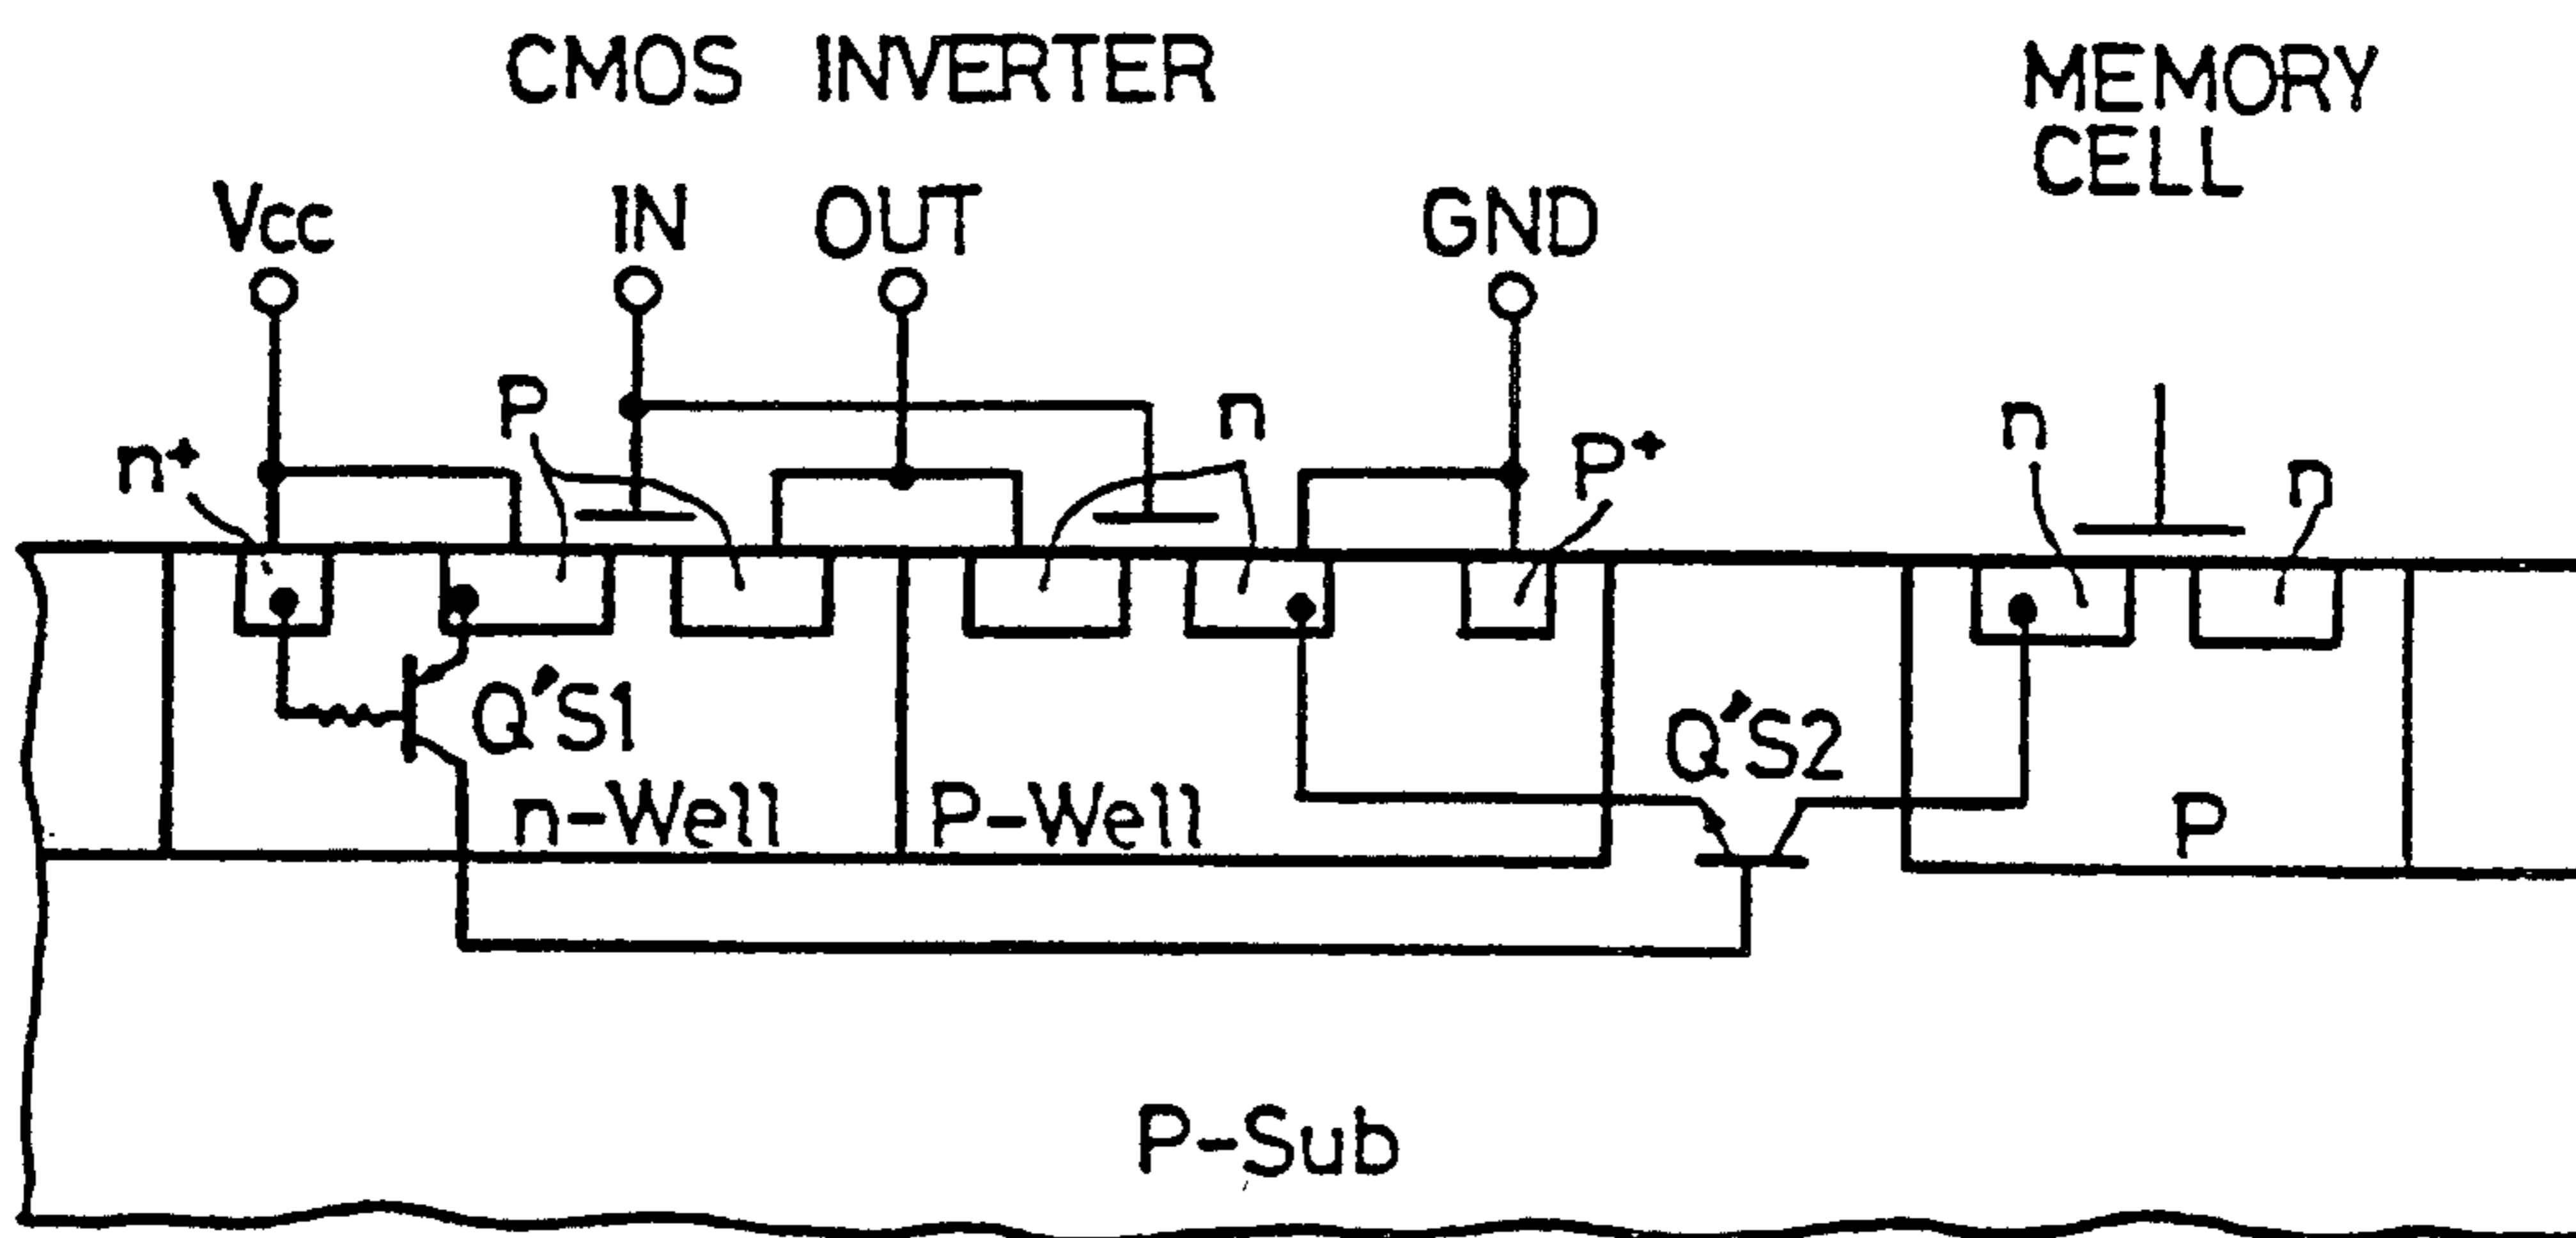 CMOS INVERTER
MEMORY
CELL
Vcc
IN
OUT
GND
n+
P
n
P+
n
n
Q'S1
Q'S2
n-Well
P-Well
P
P-Sub